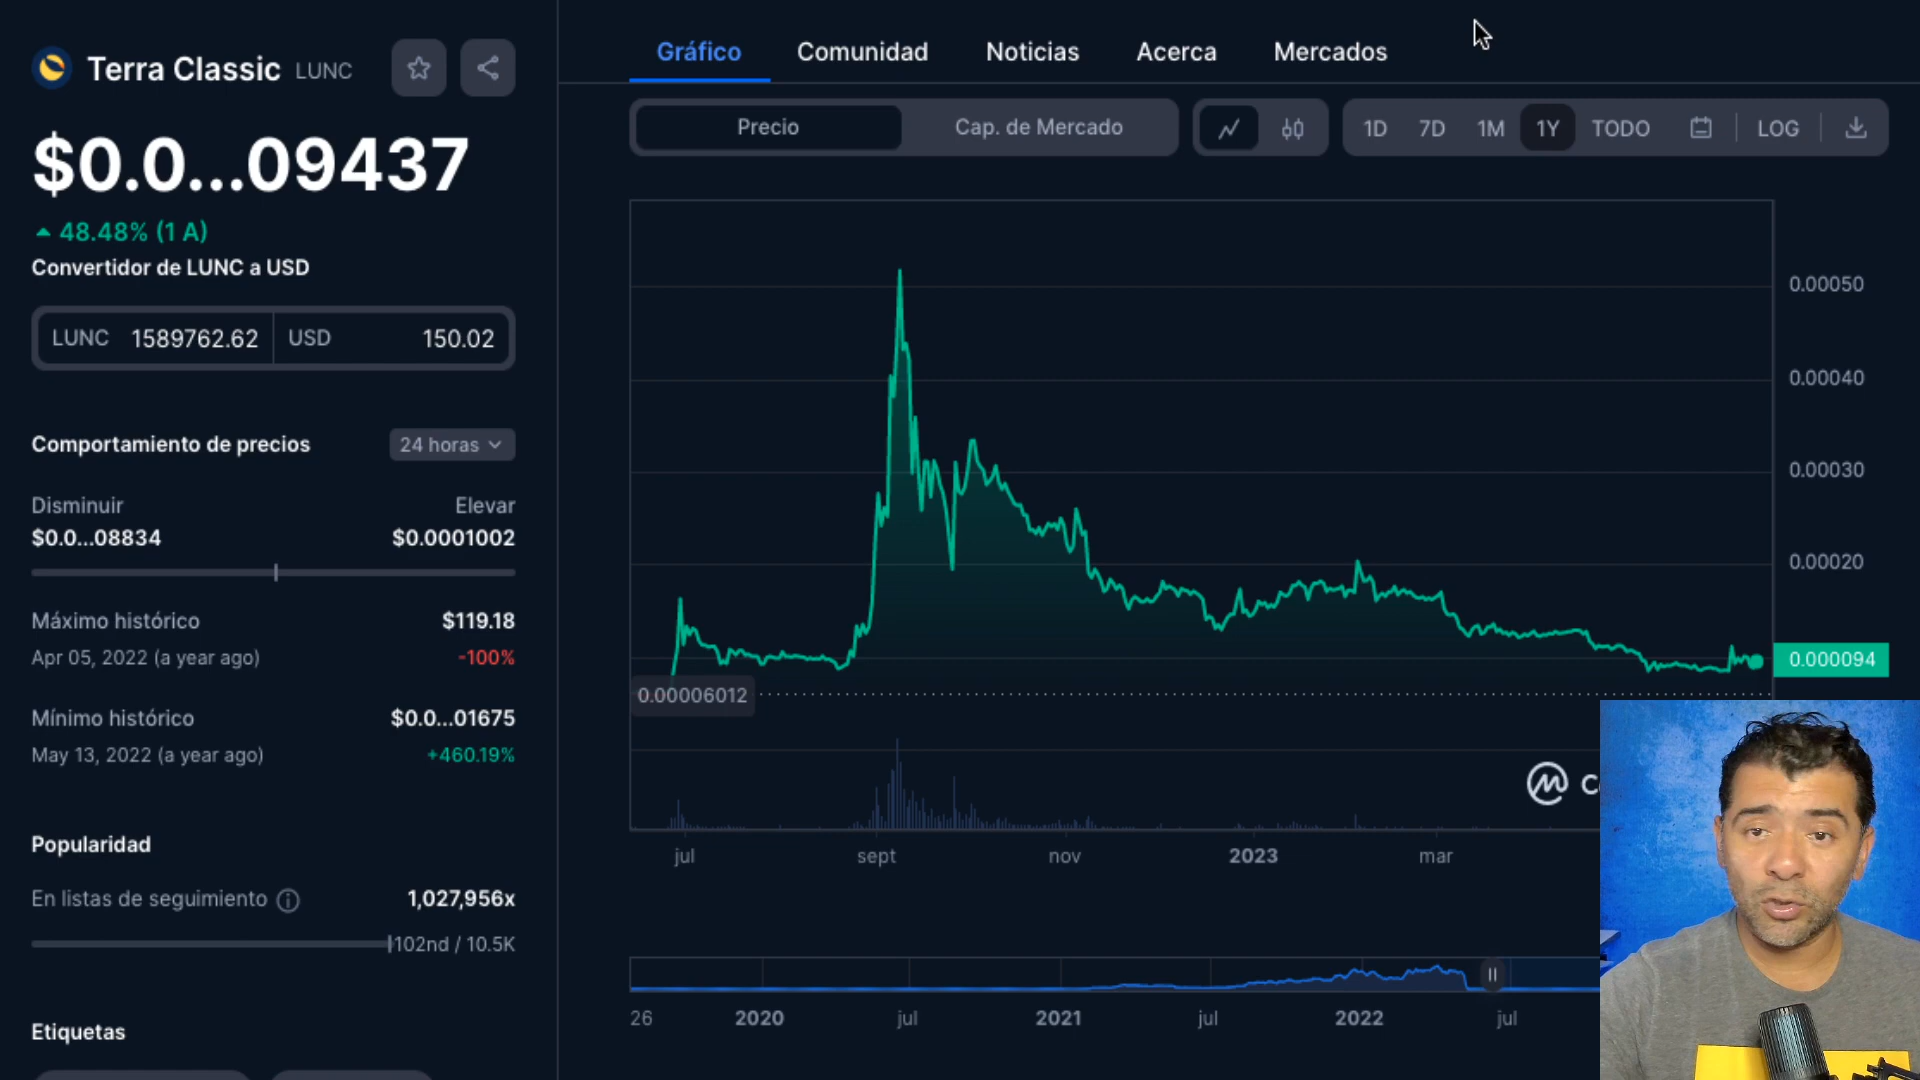 Terra Classic LUNC
$0.0...09437
48.48% (1 A)
Convertidor de LUNC a USD
LUNC 1589762.62 USD 150.02
Comportamiento de precios 24 horas
Disminuir Elevar
$0.0...08834 $0.0001002
Máximo histórico $119.18
Apr 05, 2022 (a year ago) -100%
Mínimo histórico $0.0...01675
May 13, 2022 (a year ago) +460.19%
Popularidad
En listas de seguimiento 1,027,956x
102nd / 10.5K
Etiquetas
Gráfico Comunidad Noticias Acerca Mercados
Precio Cap. de Mercado 1D 7D 1M 1Y TODO LOG
0.00050
0.00040
0.00030
0.00020
0.000094
0.00006012
jul sept nov 2023 mar
26 2020 jul 2021 jul 2022 jul